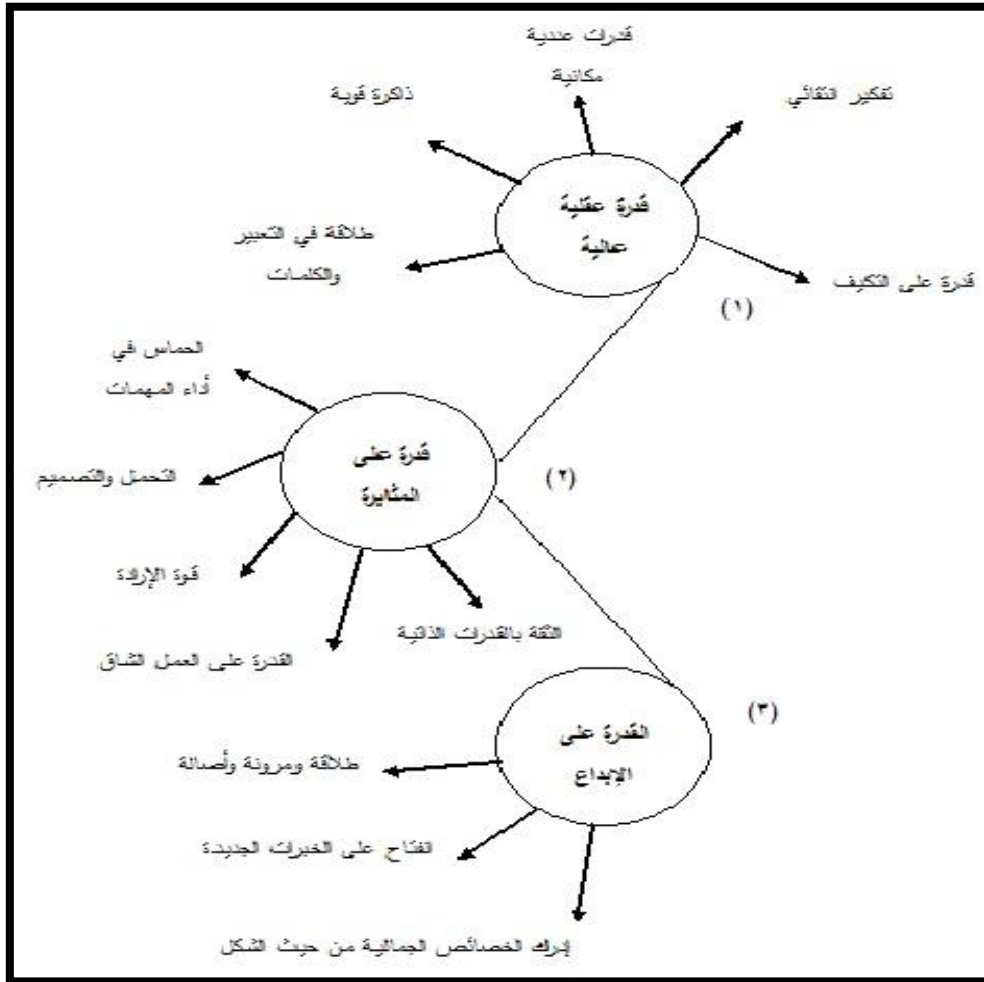 قدرات عددية
مكانية
تفكير انتقائي
ذاكرة قوية
قدرة عقلية
عالية
طلاقة في التعبير
والكلمات
قدرة على التكيف
(١)
الحماس في
أداء المهمات
قدرة على
المثابرة
(٢)
التحمل والتصميم
قوة الإرادة
الثقة بالقدرات الذاتية
القدرة على العمل الشاق
(٣)
القدرة على
الإبداع
طلاقة ومرونة وأصالة
انفتاح على الخبرات الجديدة
إدراك الخصائص الجمالية من حيث الشكل